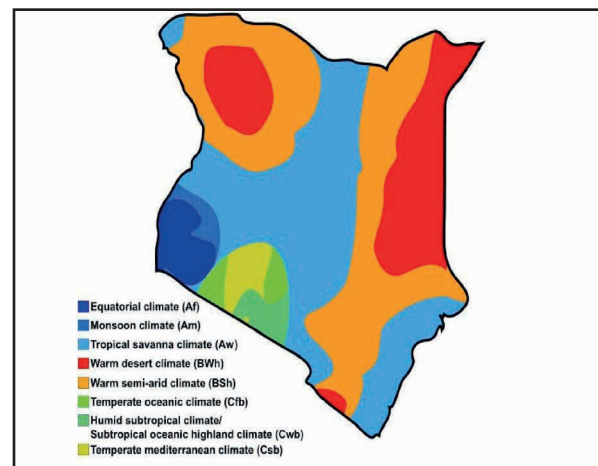 Equatorial climate (Af)
Monsoon climate (Am)
Tropical savanna climate (Aw)
Warm desert climate (BWh)
Warm semi-arid climate (BSh)
Temperate oceanic climate (Cfb)
Humid subtropical climate/
Subtropical oceanic highland climate (Cwb)
Temperate mediterranean climate (Csb)